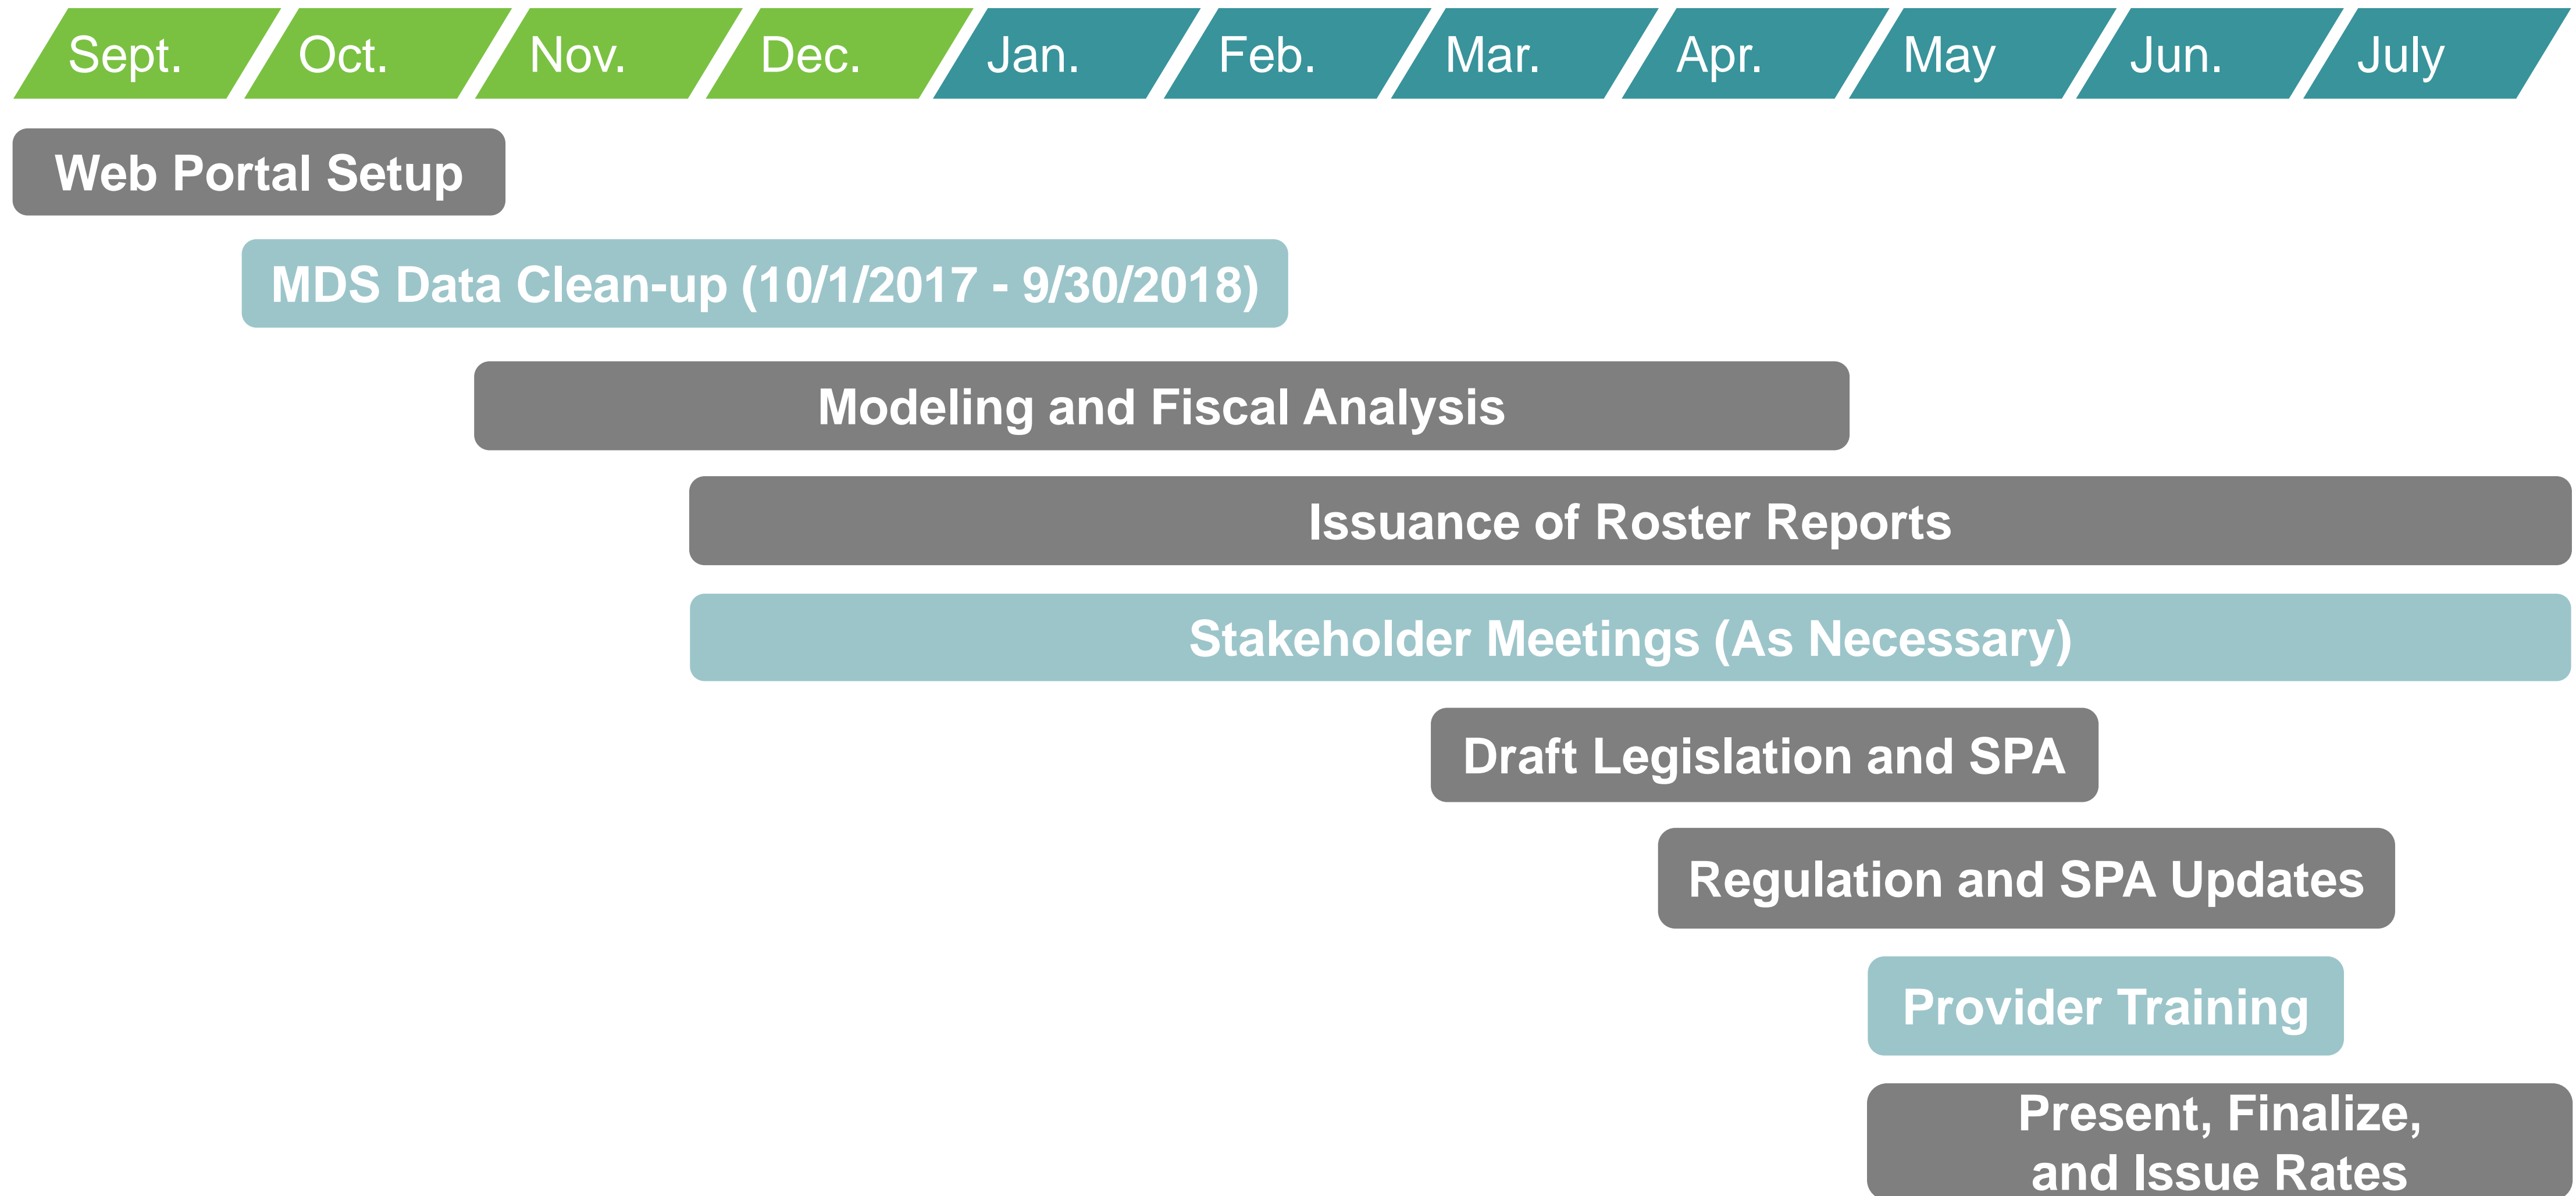 Sept. Oct. Nov. Dec. Jan. Feb. Mar. Apr. May Jun. July
Web Portal Setup
MDS Data Clean-up (10/1/2017 - 9/30/2018)
Modeling and Fiscal Analysis
Issuance of Roster Reports
Stakeholder Meetings (As Necessary)
Draft Legislation and SPA
Regulation and SPA Updates
Provider Training
Present, Finalize,
and Issue Rates